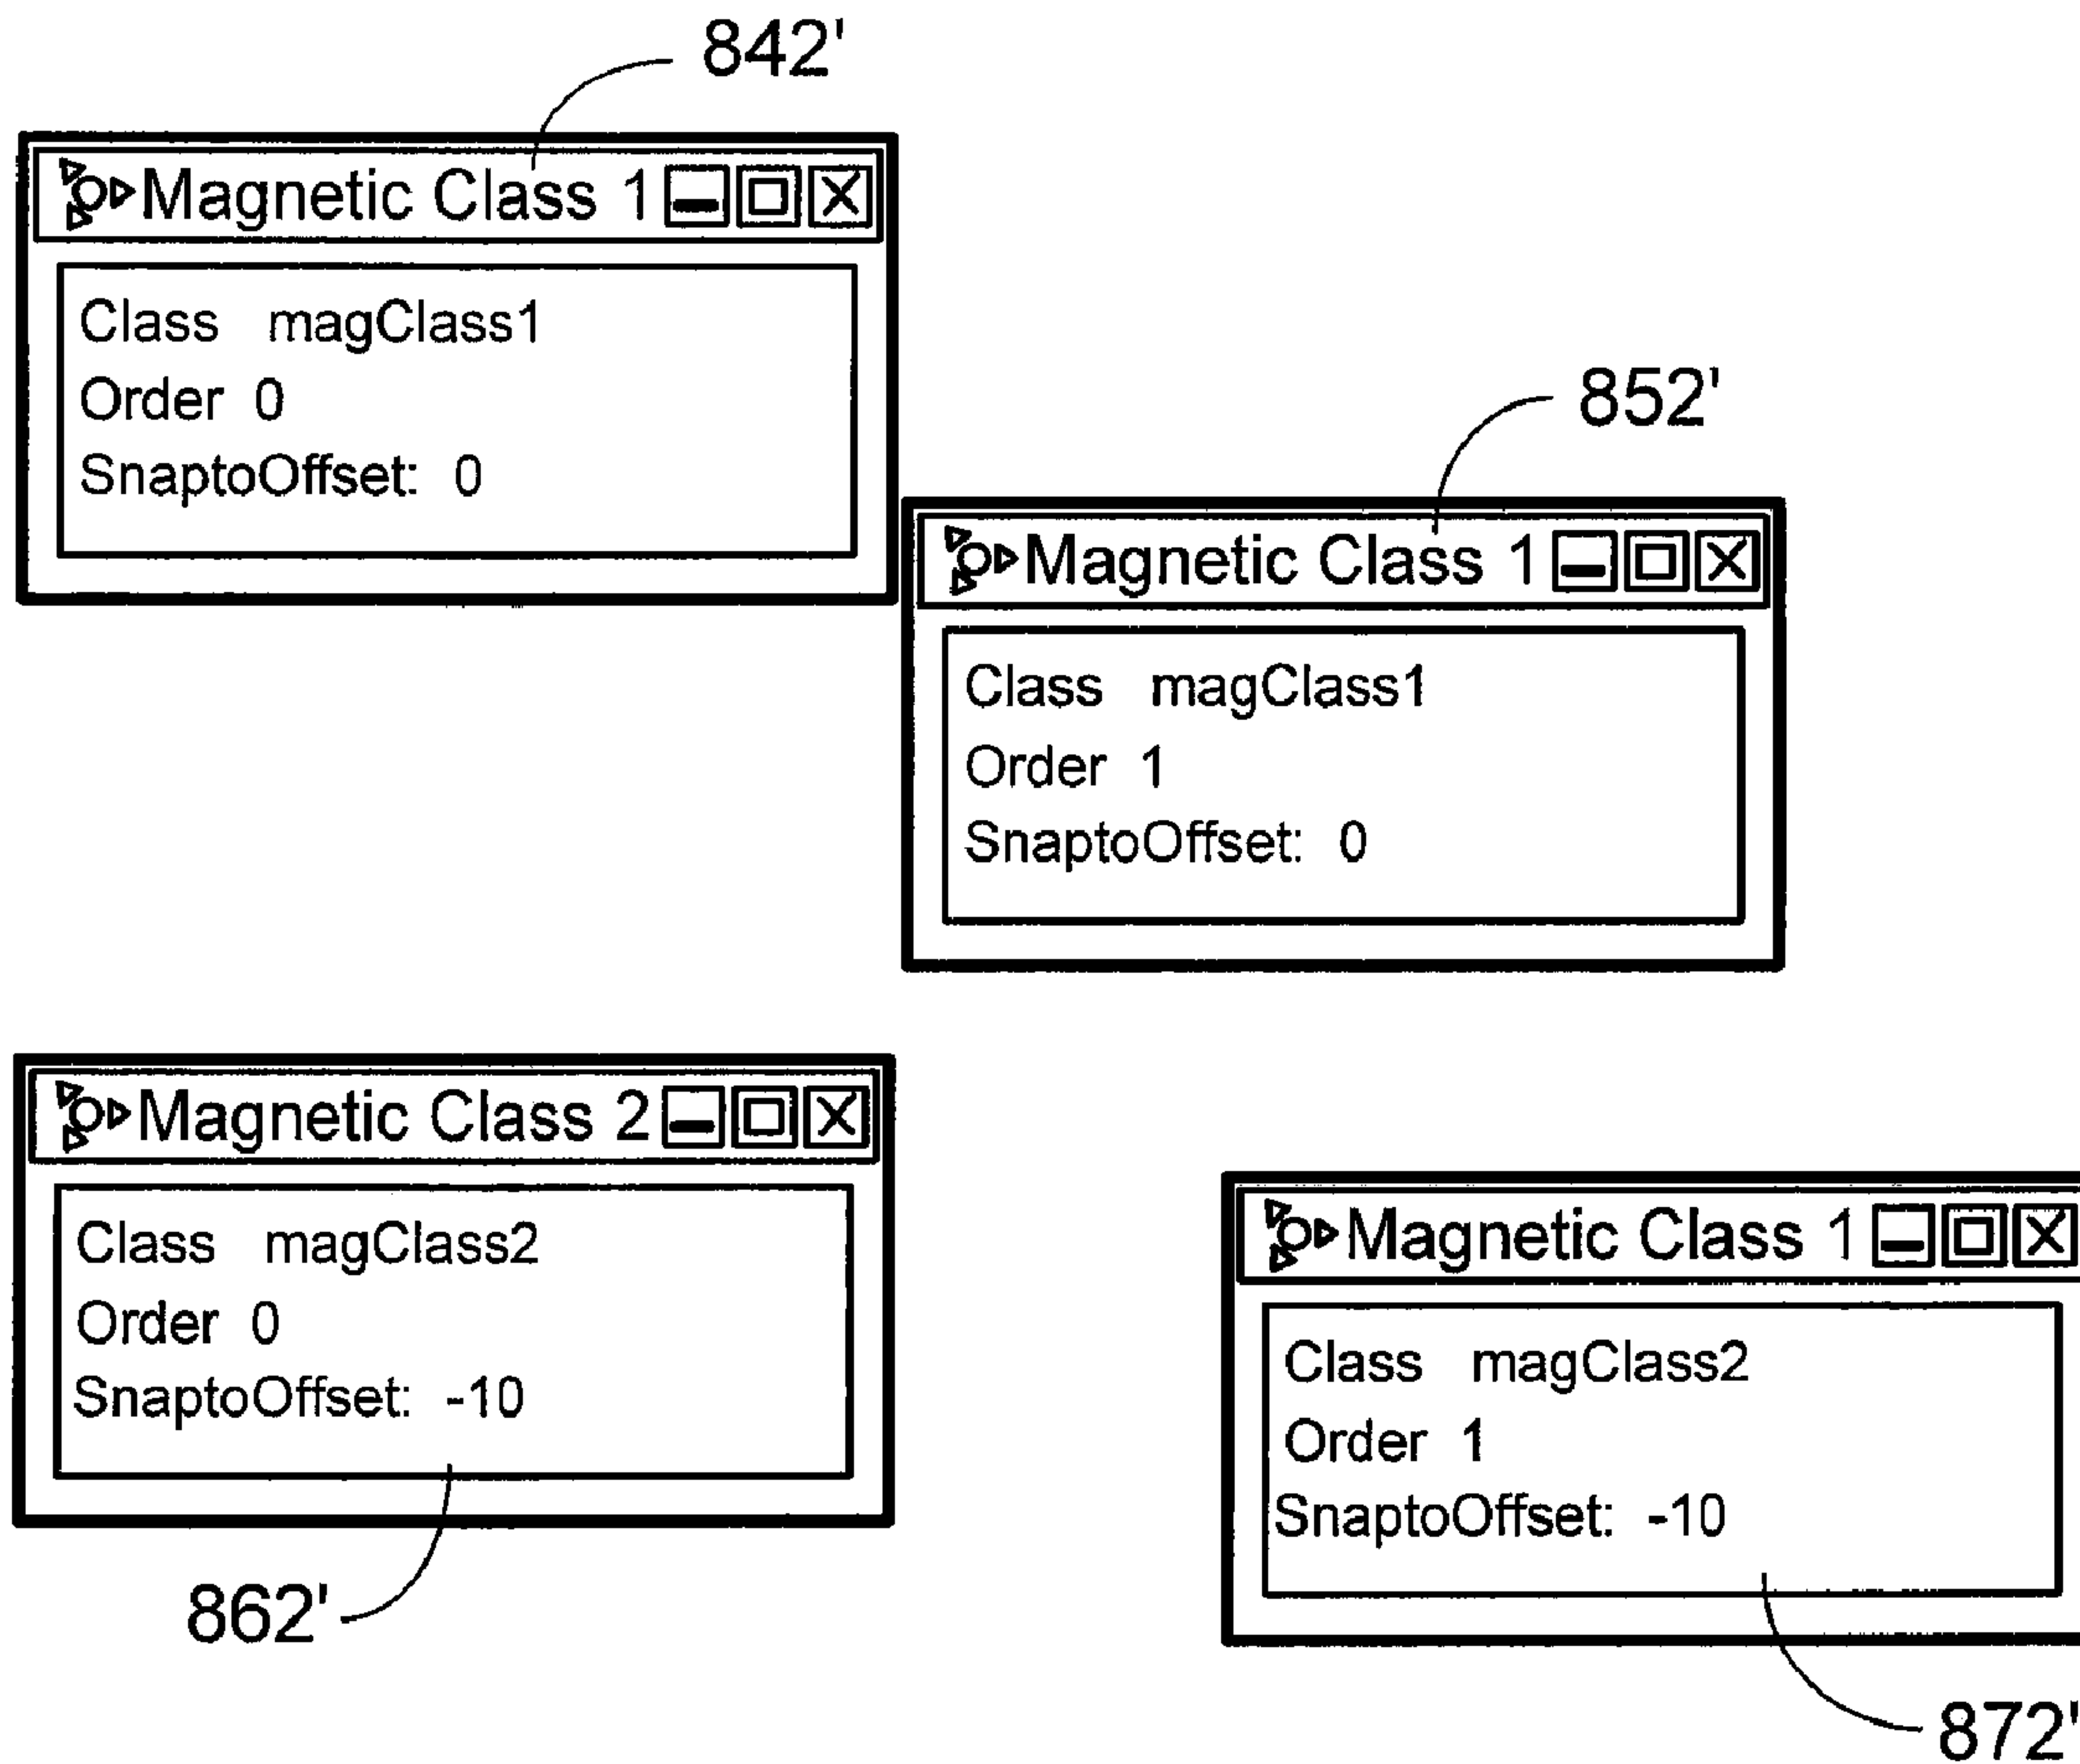 842'
Magnetic Class 1
Class magClass1
Order 0
SnaptoOffset: 0
852'
Magnetic Class 1
Class magClass1
Order 1
SnaptoOffset: 0
Magnetic Class 2
Class magClass2
Order 0
SnaptoOffset: -10
862'
Magnetic Class 1
Class magClass2
Order 1
SnaptoOffset: -10
872'